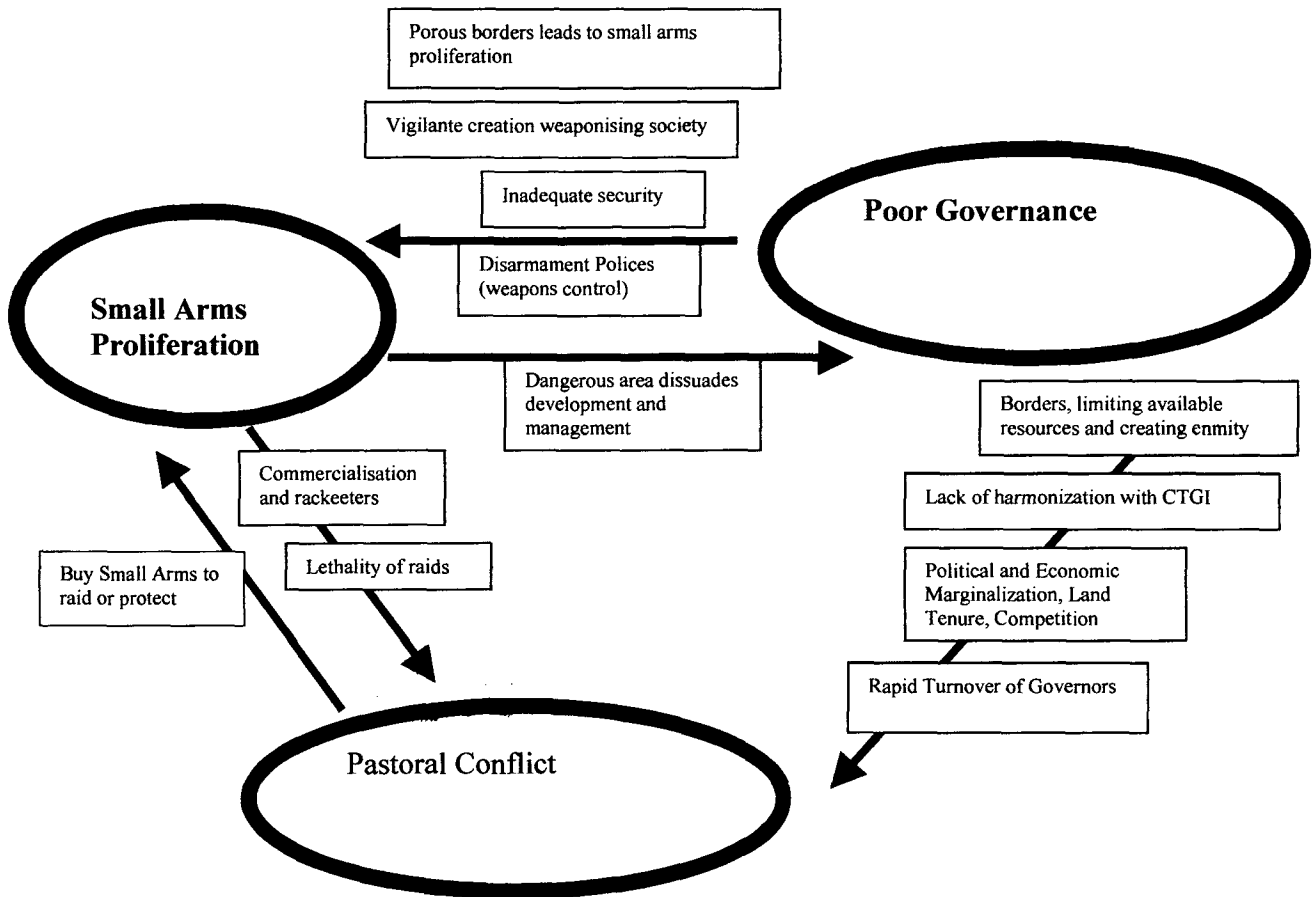 Porous borders leads to small arms
proliferation
Vigilante creation weaponising society
Inadequate security
Poor Governance
Disarmament Polices
(weapons control)
Small Arms
Proliferation
Dangerous area dissuades
development and
management
Borders, limiting available
resources and creating enmity
Commercialisation
and rackeeters
Lack of harmonization with CTGI
Lethality of raids
Buy Small Arms to
raid or protect
Political and Economic
Marginalization, Land
Tenure, Competition
Rapid Turnover of Governors
Pastoral Conflict